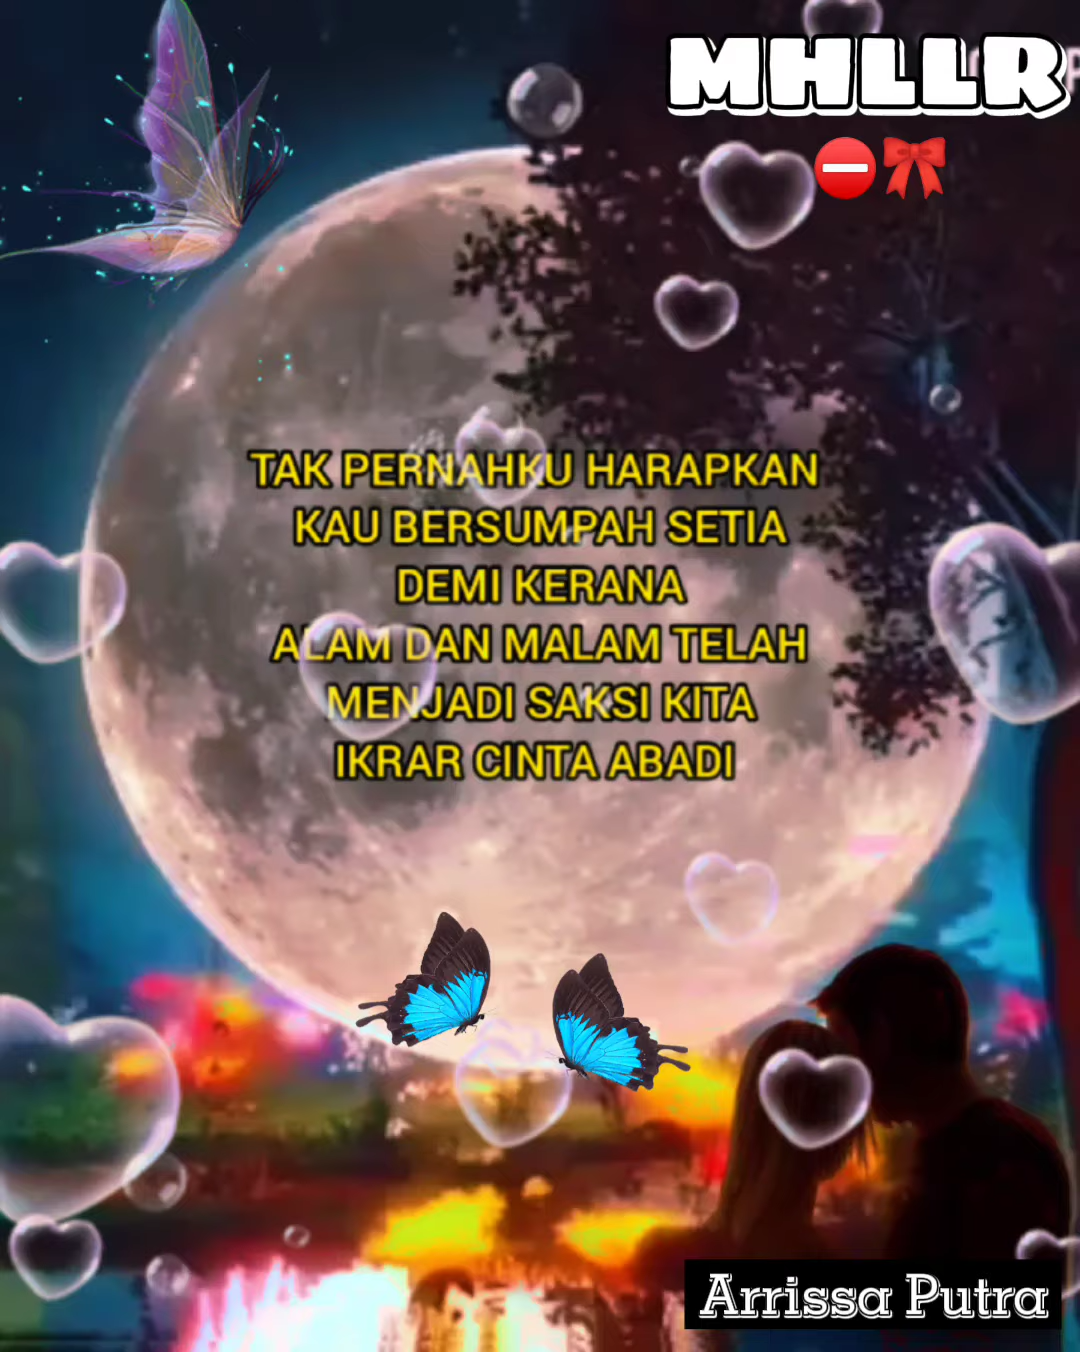 MHLLR
TAK PERNAHKU HARAPKAN
KAU BERSUMPAH SETIA
DEMI KERANA
ALAM DAN MALAM TELAH
MENJADI SAKSI KITA
IKRAR CINTA ABADI
Arrissa Putra